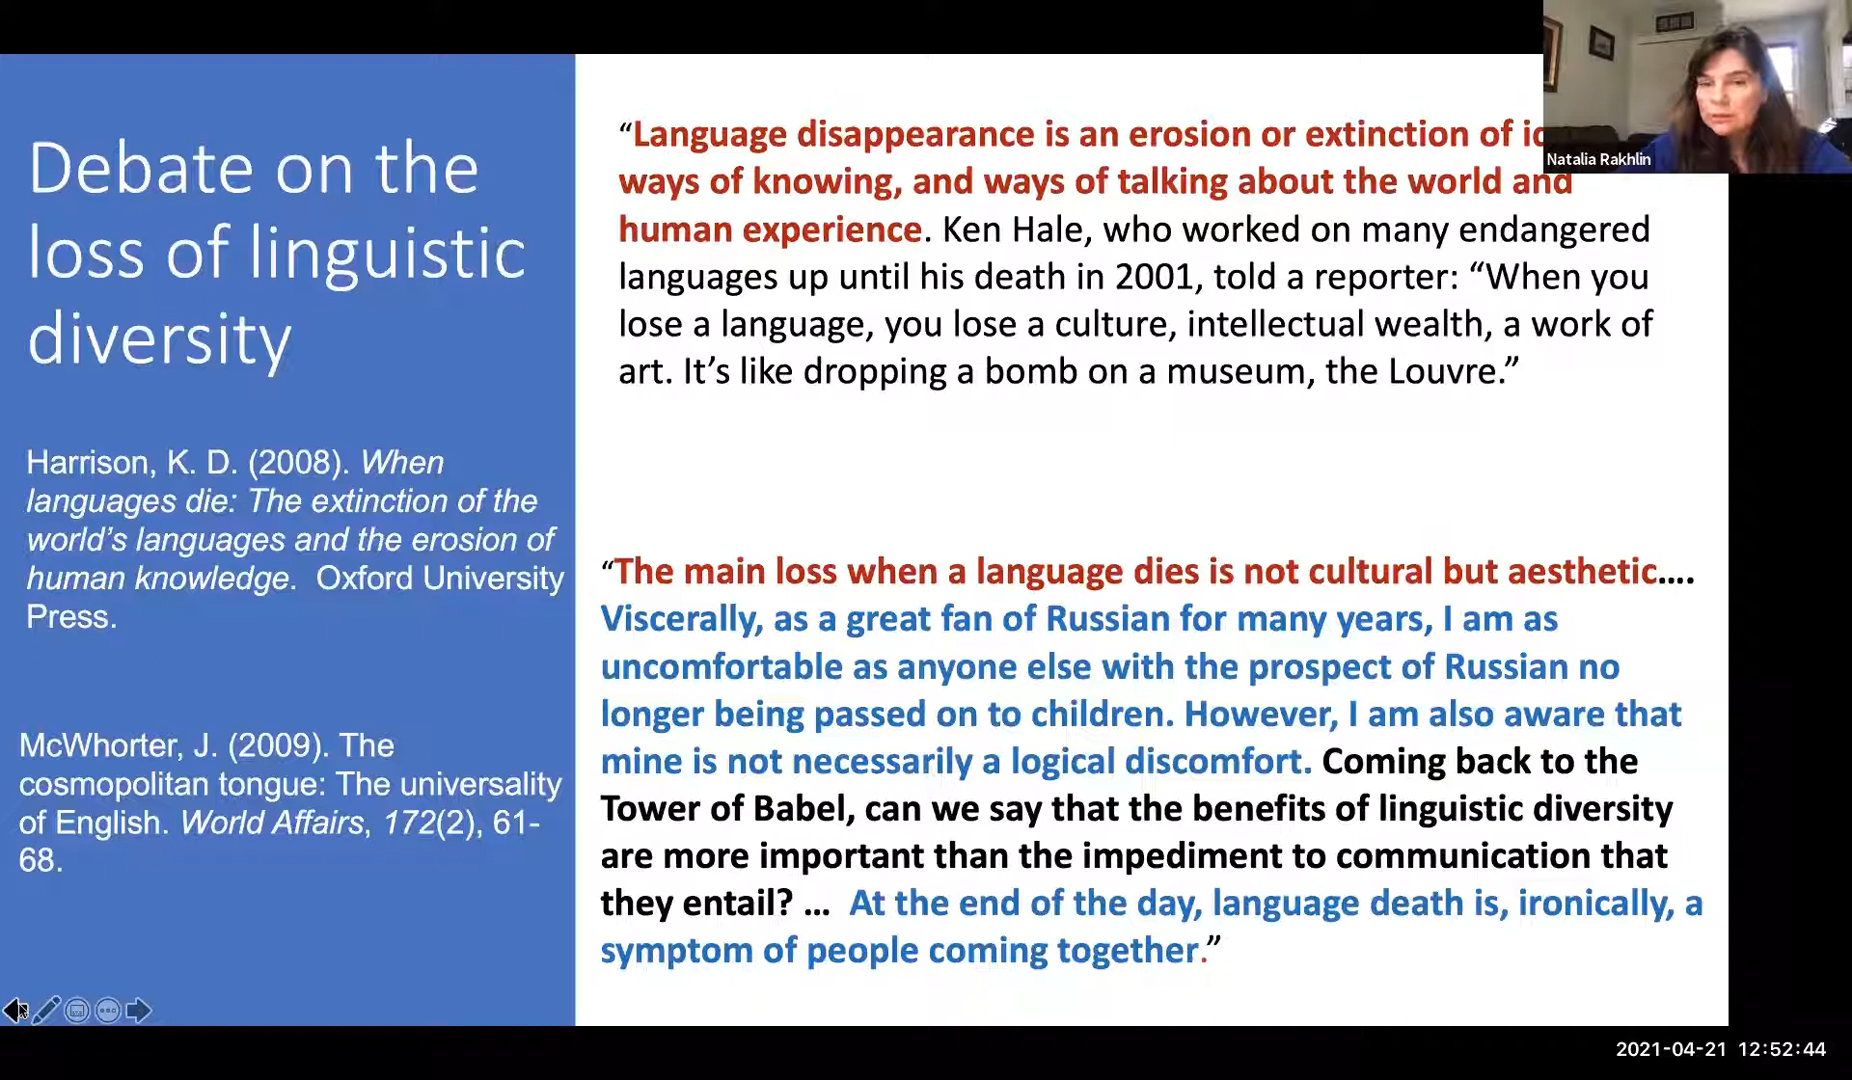 Debate on the
loss of linguistic
diversity
Harrison, K. D. (2008). When
languages die: The extinction of the
world's languages and the erosion of
human knowledge.  Oxford University
Press.
McWhorter, J. (2009). The
cosmopolitan tongue: The universality
of English. World Affairs, 172(2), 61-
68.
“Language disappearance is an erosion or extinction of
ways of knowing, and ways of talking about the world and
human experience. Ken Hale, who worked on many endangered
languages up until his death in 2001, told a reporter: “When you
lose a language, you lose a culture, intellectual wealth, a work of
art. It’s like dropping a bomb on a museum, the Louvre.”
“The main loss when a language dies is not cultural but aesthetic....
Viscerally, as a great fan of Russian for many years, I am as
uncomfortable as anyone else with the prospect of Russian no
longer being passed on to children. However, I am also aware that
mine is not necessarily a logical discomfort. Coming back to the
Tower of Babel, can we say that the benefits of linguistic diversity
are more important than the impediment to communication that
they entail? ...  At the end of the day, language death is, ironically, a
symptom of people coming together.”
Natalia Rakhlin
2021-04-21 12:52:44